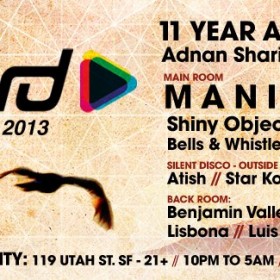 11 YEAR A
Adnan Shari
MAIN ROOM
MANI
2013
Shiny Objec
Bells & Whistle
SILENT DISCO - OUTSIDE
Atish // Star Ko
BACK ROOM:
Benjamin Valle
Lisbona // Luis
ITY: 119 UTAH ST. SF - 21+ // 10PM TO 5AM /